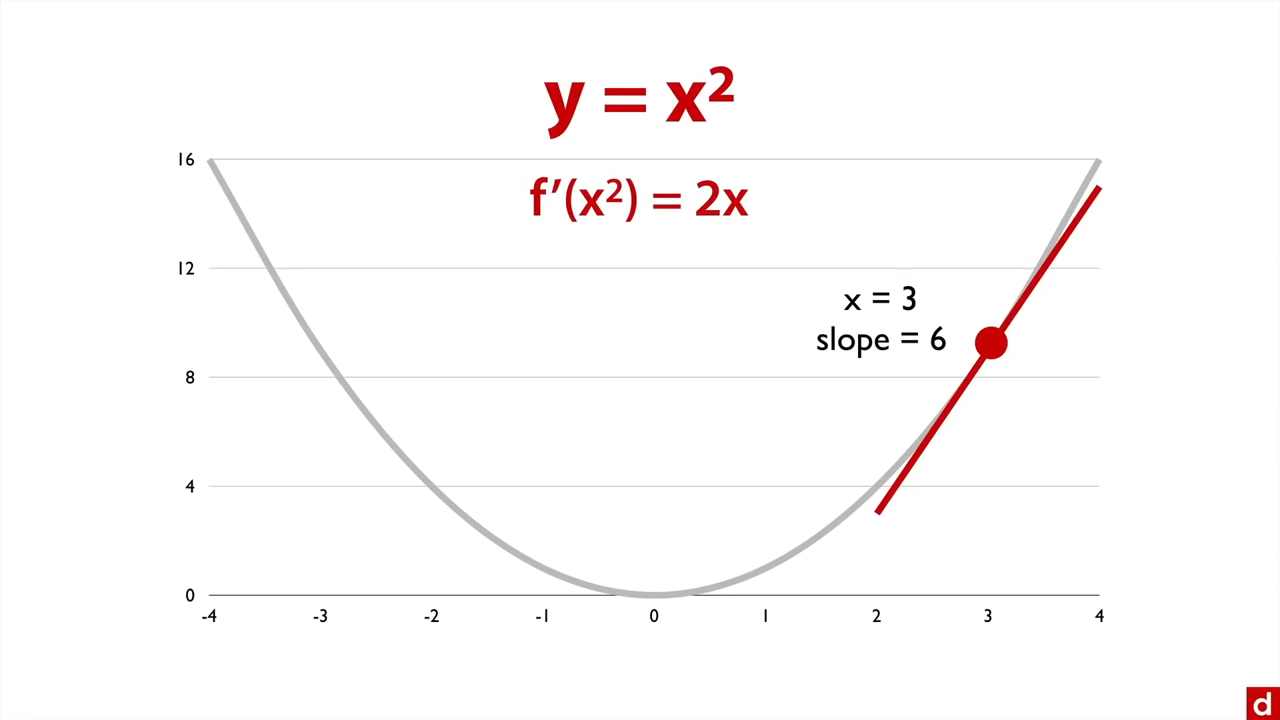 y = x²
16
f′(x²) = 2x
12
x = 3
slope = 6
8
4
0
-4 -3 -2 -1 0 1 2 3 4
d